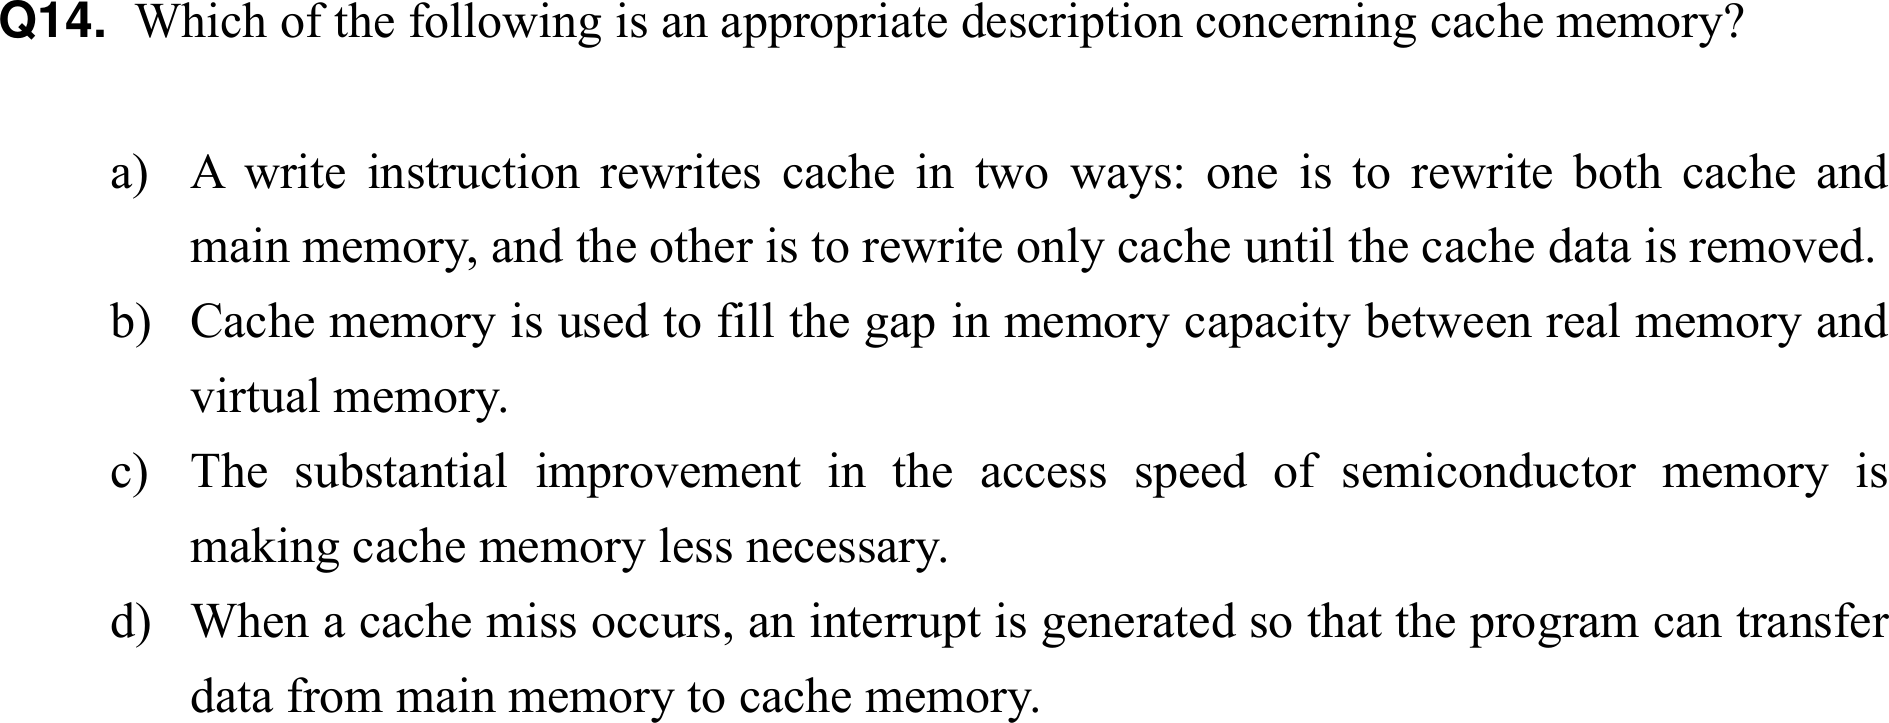 Q14. Which of the following is an appropriate description concerning cache memory?
a) A write instruction rewrites cache in two ways: one is to rewrite both cache and
main memory, and the other is to rewrite only cache until the cache data is removed.
b) Cache memory is used to fill the gap in memory capacity between real memory and
virtual memory.
c) The substantial improvement in the access speed of semiconductor memory is
making cache memory less necessary.
d) When a cache miss occurs, an interrupt is generated so that the program can transfer
data from main memory to cache memory.